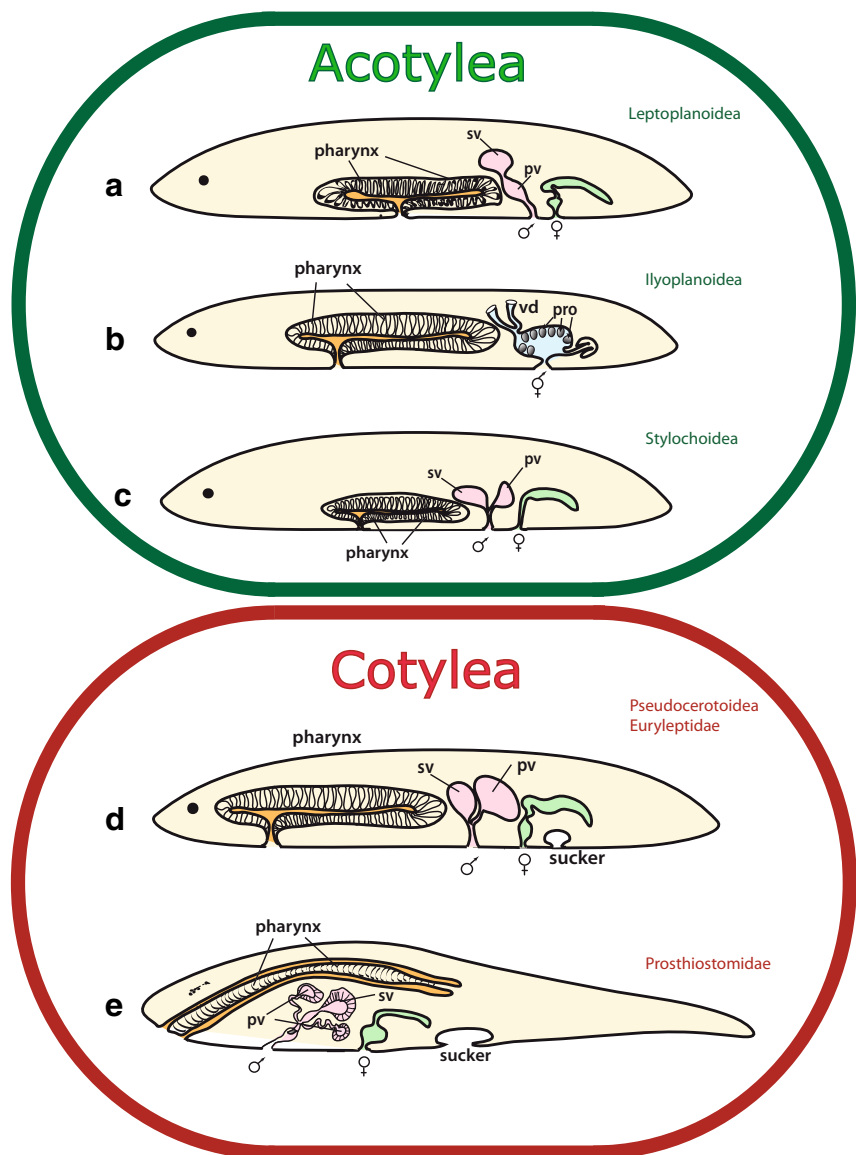 Acotylea
Leptoplanoidea
sv
pharynx
pv
a
♂ ♀
Ilyoplanoidea
pharynx
vd
pro
b
⚥
Stylochoidea
sv
pv
c
pharynx
♂ ♀
Cotylea
Pseudocerotoidea
Euryleptidae
pharynx
sv
pv
d
♂ ♀
sucker
pharynx
Prosthiostomidae
sv
e
pv
♂ ♀
sucker